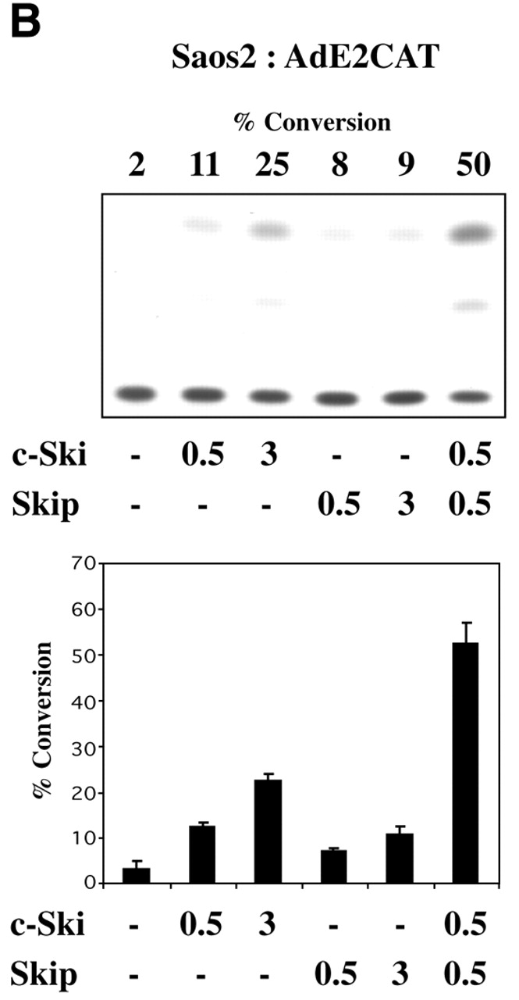 B
Saos2 : AdE2CAT
% Conversion
2 11 25 8 9 50
c-Ski - 0.5 3 - - 0.5
Skip - - - 0.5 3 0.5
70
60
50
40
30
20
10
0
% Conversion
c-Ski - 0.5 3 - - 0.5
Skip - - - 0.5 3 0.5